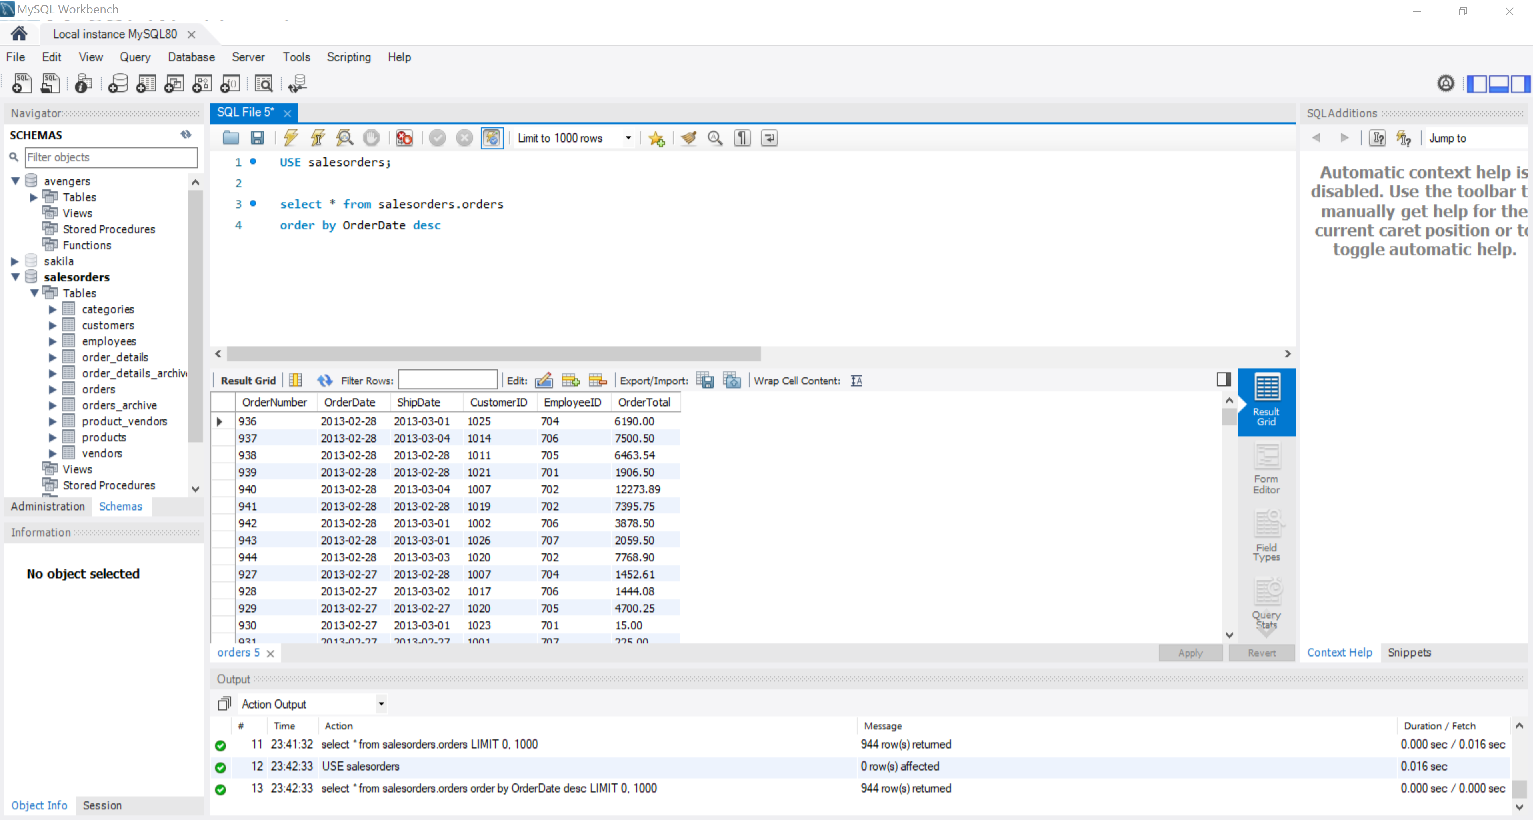 MySQL Workbench
Local instance MySQL80
File Edit View Query Database Server Tools Scripting Help
Navigator
SCHEMAS
Filter objects
avengers
Tables
Views
Stored Procedures
Functions
sakila
salesorders
Tables
categories
customers
employees
order_details
order_details_archiv
orders
orders_archive
product_vendors
products
vendors
Views
Stored Procedures
Administration Schemas
Information
No object selected
Object Info Session
SQL File 5*
Limit to 1000 rows
1 USE salesorders;
2
3 select * from salesorders.orders
4 order by OrderDate desc
Result Grid Filter Rows: Edit: Export/Import: Wrap Cell Content:
OrderNumber OrderDate ShipDate CustomerID EmployeeID OrderTotal
936 2013-02-28 2013-03-01 1025 704 6190.00
937 2013-02-28 2013-03-04 1014 706 7500.50
938 2013-02-28 2013-02-28 1011 705 6463.54
939 2013-02-28 2013-02-28 1021 701 1906.50
940 2013-02-28 2013-03-04 1007 702 12273.89
941 2013-02-28 2013-02-28 1019 702 7395.75
942 2013-02-28 2013-03-01 1002 706 3878.50
943 2013-02-28 2013-03-01 1026 707 2059.50
944 2013-02-28 2013-03-03 1020 702 7768.90
927 2013-02-27 2013-02-28 1007 704 1452.61
928 2013-02-27 2013-03-02 1017 706 1444.08
929 2013-02-27 2013-02-27 1020 705 4700.25
930 2013-02-27 2013-03-01 1023 701 15.00
931 2013-02-27 2013-02-27 1001 707 225.00
Result
Grid
Form
Editor
Field
Types
Query
Stats
orders 5
Apply Revert
SQLAdditions
Jump to
Automatic context help is
disabled. Use the toolbar t
manually get help for the
current caret position or to
toggle automatic help.
Context Help Snippets
Output
Action Output
# Time Action Message Duration / Fetch
11 23:41:32 select * from salesorders.orders LIMIT 0, 1000 944 row(s) returned 0.000 sec / 0.016 sec
12 23:42:33 USE salesorders 0 row(s) affected 0.016 sec
13 23:42:33 select * from salesorders.orders order by OrderDate desc LIMIT 0, 1000 944 row(s) returned 0.000 sec / 0.000 sec